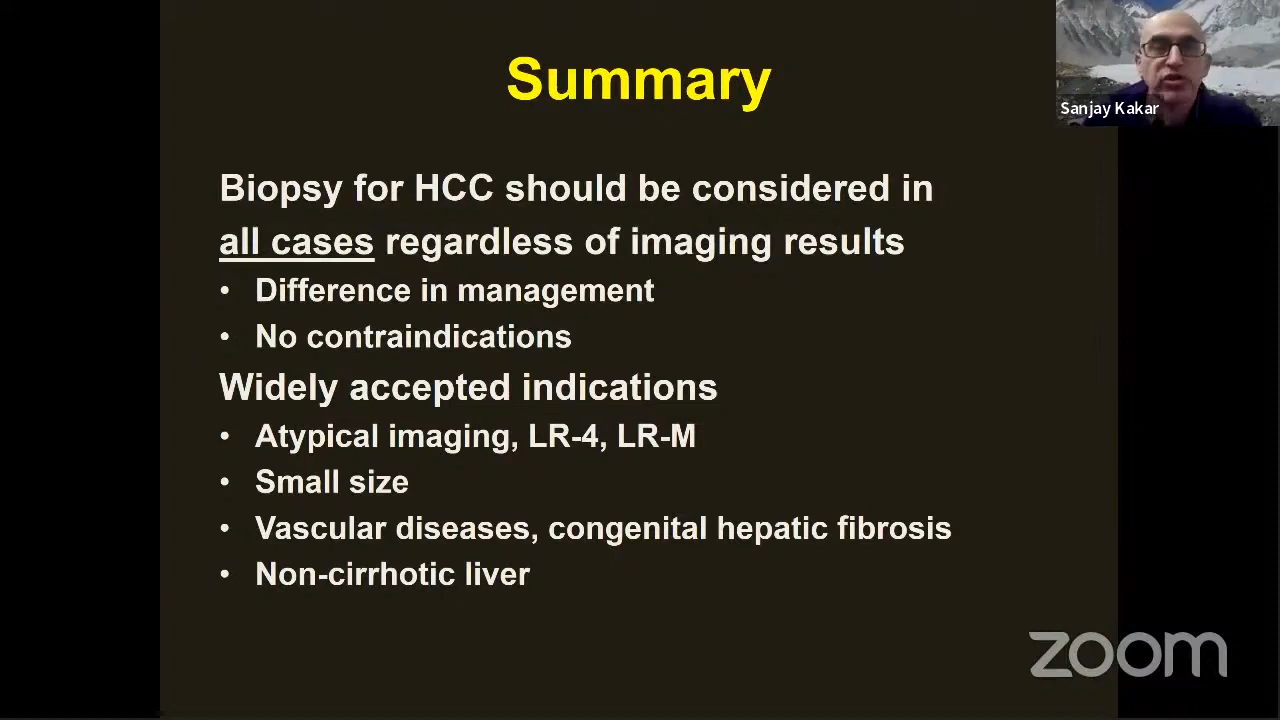 Summary
Sanjay Kakar
Biopsy for HCC should be considered in
all cases regardless of imaging results
• Difference in management
• No contraindications
Widely accepted indications
• Atypical imaging, LR-4, LR-M
• Small size
• Vascular diseases, congenital hepatic fibrosis
• Non-cirrhotic liver
zoom